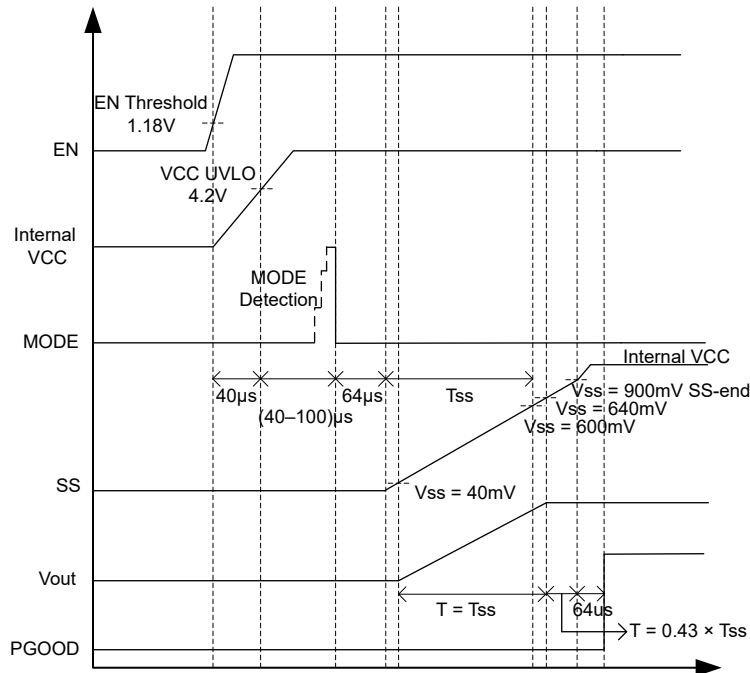 EN Threshold
1.18V
EN
VCC UVLO
4.2V
Internal
VCC
MODE
Detection
MODE
Internal VCC
40µs
(40–100)µs
64µs
Tss
Vss = 900mV SS-end
Vss = 640mV
Vss = 600mV
SS
Vss = 40mV
Vout
T = Tss
64us
T = 0.43 × Tss
PGOOD